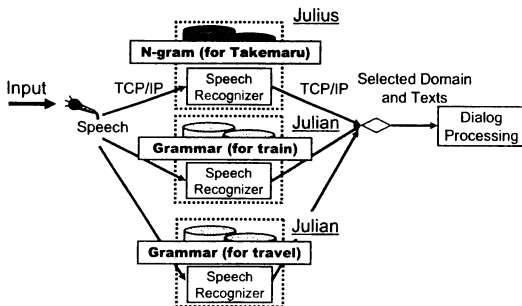 Julius
N-gram (for Takemaru)
Input
TCP/IP
Speech
Recognizer
TCP/IP
Selected Domain
and Texts
Speech
Julian
Dialog
Processing
Grammar (for train)
Speech
Recognizer
Julian
Grammar (for travel)
Speech
Recognizer